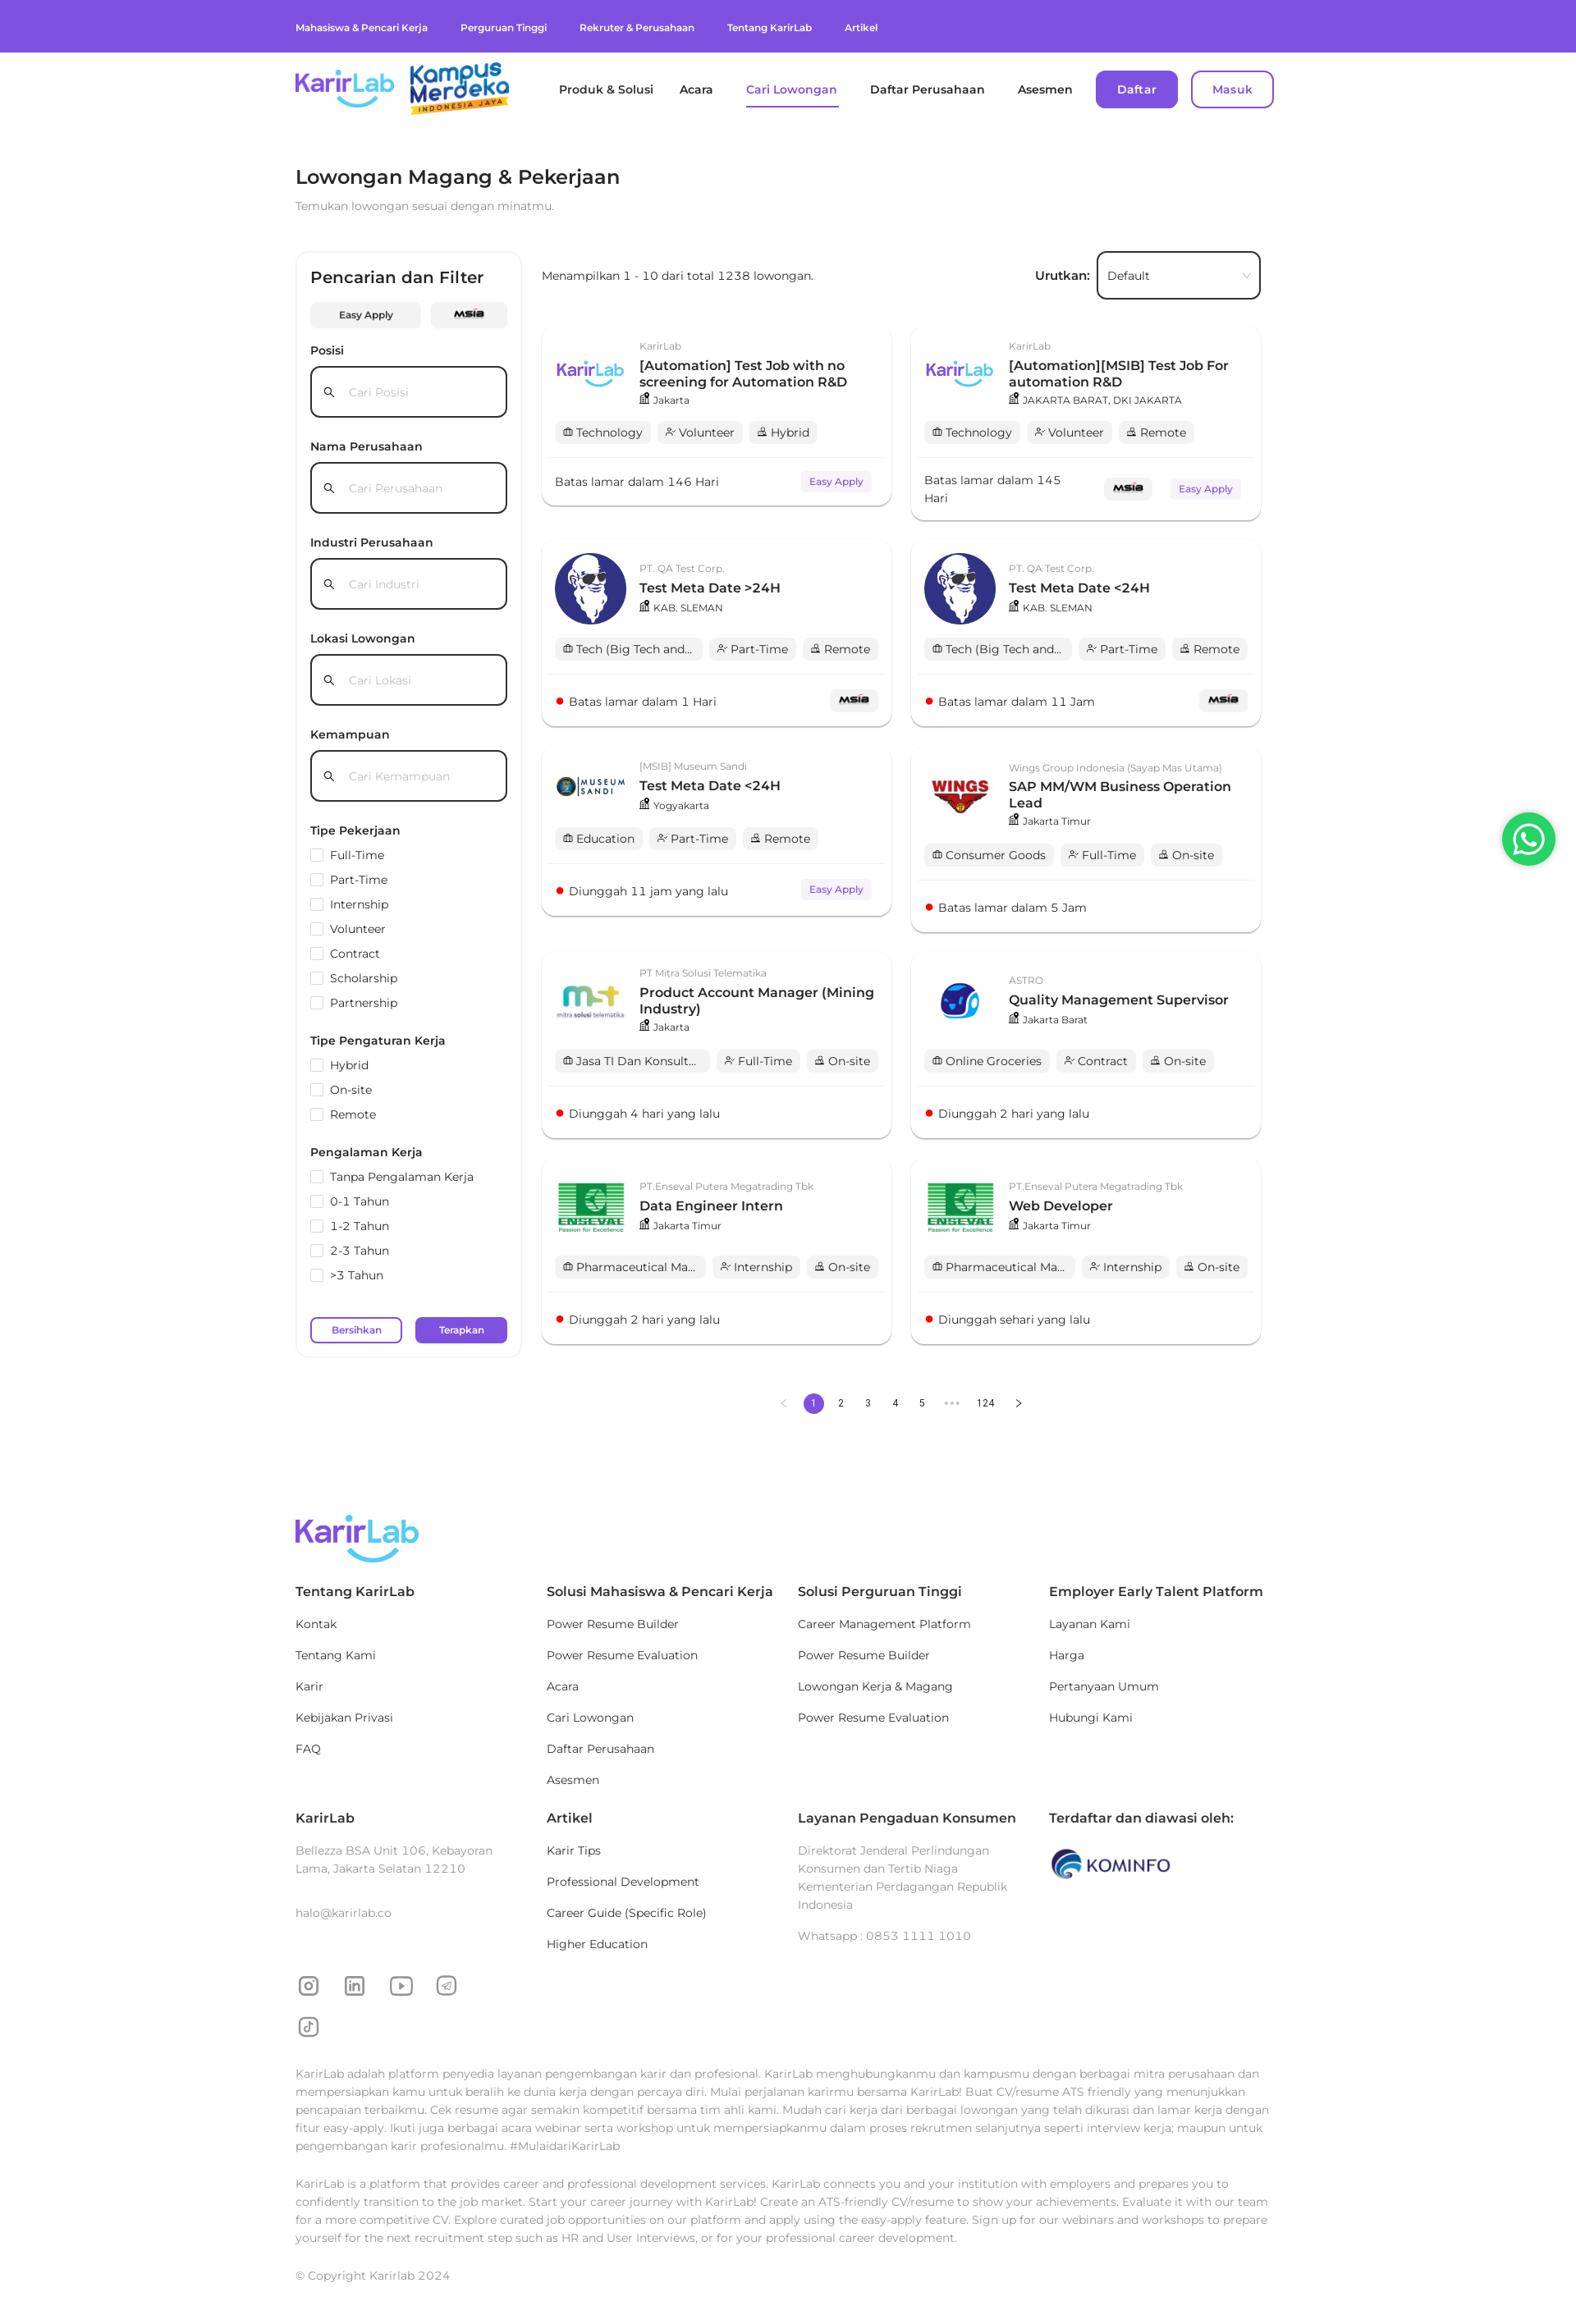 Mahasiswa & Pencari Kerja Perguruan Tinggi Rekruter & Perusahaan Tentang KarirLab Artikel
KarirLab
Kampus
Merdeka
INDONESIA JAYA
Produk & Solusi Acara Cari Lowongan Daftar Perusahaan Asesmen Daftar Masuk
Lowongan Magang & Pekerjaan
Temukan lowongan sesuai dengan minatmu.
Pencarian dan Filter
Easy Apply MSIB
Posisi
Cari Posisi
Nama Perusahaan
Cari Perusahaan
Industri Perusahaan
Cari Industri
Lokasi Lowongan
Cari Lokasi
Kemampuan
Cari Kemampuan
Tipe Pekerjaan
Full-Time
Part-Time
Internship
Volunteer
Contract
Scholarship
Partnership
Tipe Pengaturan Kerja
Hybrid
On-site
Remote
Pengalaman Kerja
Tanpa Pengalaman Kerja
0-1 Tahun
1-2 Tahun
2-3 Tahun
>3 Tahun
Bersihkan Terapkan
Menampilkan 1 - 10 dari total 1238 lowongan.
Urutkan: Default
KarirLab
KarirLab
[Automation] Test Job with no
screening for Automation R&D
Jakarta
Technology Volunteer Hybrid
Batas lamar dalam 146 Hari Easy Apply
KarirLab
KarirLab
[Automation][MSIB] Test Job For
automation R&D
JAKARTA BARAT, DKI JAKARTA
Technology Volunteer Remote
Batas lamar dalam 145
Hari
MSIB Easy Apply
PT. QA Test Corp.
Test Meta Date >24H
KAB. SLEMAN
Tech (Big Tech and... Part-Time Remote
Batas lamar dalam 1 Hari MSIB
PT. QA Test Corp.
Test Meta Date <24H
KAB. SLEMAN
Tech (Big Tech and... Part-Time Remote
Batas lamar dalam 11 Jam MSIB
MUSEUM
SANDI
[MSIB] Museum Sandi
Test Meta Date <24H
Yogyakarta
Education Part-Time Remote
Diunggah 11 jam yang lalu Easy Apply
WINGS
Wings Group Indonesia (Sayap Mas Utama)
SAP MM/WM Business Operation
Lead
Jakarta Timur
Consumer Goods Full-Time On-site
Batas lamar dalam 5 Jam
mst
mitra solusi telematika
PT Mitra Solusi Telematika
Product Account Manager (Mining
Industry)
Jakarta
Jasa TI Dan Konsult... Full-Time On-site
Diunggah 4 hari yang lalu
ASTRO
Quality Management Supervisor
Jakarta Barat
Online Groceries Contract On-site
Diunggah 2 hari yang lalu
ENSEVAL
Passion for Excellence
PT.Enseval Putera Megatrading Tbk
Data Engineer Intern
Jakarta Timur
Pharmaceutical Ma... Internship On-site
Diunggah 2 hari yang lalu
ENSEVAL
Passion for Excellence
PT.Enseval Putera Megatrading Tbk
Web Developer
Jakarta Timur
Pharmaceutical Ma... Internship On-site
Diunggah sehari yang lalu
1 2 3 4 5 ••• 124
KarirLab
Tentang KarirLab
Kontak
Tentang Kami
Karir
Kebijakan Privasi
FAQ
Solusi Mahasiswa & Pencari Kerja
Power Resume Builder
Power Resume Evaluation
Acara
Cari Lowongan
Daftar Perusahaan
Asesmen
Solusi Perguruan Tinggi
Career Management Platform
Power Resume Builder
Lowongan Kerja & Magang
Power Resume Evaluation
Employer Early Talent Platform
Layanan Kami
Harga
Pertanyaan Umum
Hubungi Kami
KarirLab
Bellezza BSA Unit 106, Kebayoran
Lama, Jakarta Selatan 12210
halo@karirlab.co
Artikel
Karir Tips
Professional Development
Career Guide (Specific Role)
Higher Education
Layanan Pengaduan Konsumen
Direktorat Jenderal Perlindungan
Konsumen dan Tertib Niaga
Kementerian Perdagangan Republik
Indonesia
Whatsapp : 0853 1111 1010
Terdaftar dan diawasi oleh:
KOMINFO
KarirLab adalah platform penyedia layanan pengembangan karir dan profesional. KarirLab menghubungkanmu dan kampusmu dengan berbagai mitra perusahaan dan
mempersiapkan kamu untuk beralih ke dunia kerja dengan percaya diri. Mulai perjalanan karirmu bersama KarirLab! Buat CV/resume ATS friendly yang menunjukkan
pencapaian terbaikmu. Cek resume agar semakin kompetitif bersama tim ahli kami. Mudah cari kerja dari berbagai lowongan yang telah dikurasi dan lamar kerja dengan
fitur easy-apply. Ikuti juga berbagai acara webinar serta workshop untuk mempersiapkanmu dalam proses rekrutmen selanjutnya seperti interview kerja; maupun untuk
pengembangan karir profesionalmu. #MulaidariKarirLab
KarirLab is a platform that provides career and professional development services. KarirLab connects you and your institution with employers and prepares you to
confidently transition to the job market. Start your career journey with KarirLab! Create an ATS-friendly CV/resume to show your achievements. Evaluate it with our team
for a more competitive CV. Explore curated job opportunities on our platform and apply using the easy-apply feature. Sign up for our webinars and workshops to prepare
yourself for the next recruitment step such as HR and User Interviews, or for your professional career development.
© Copyright Karirlab 2024